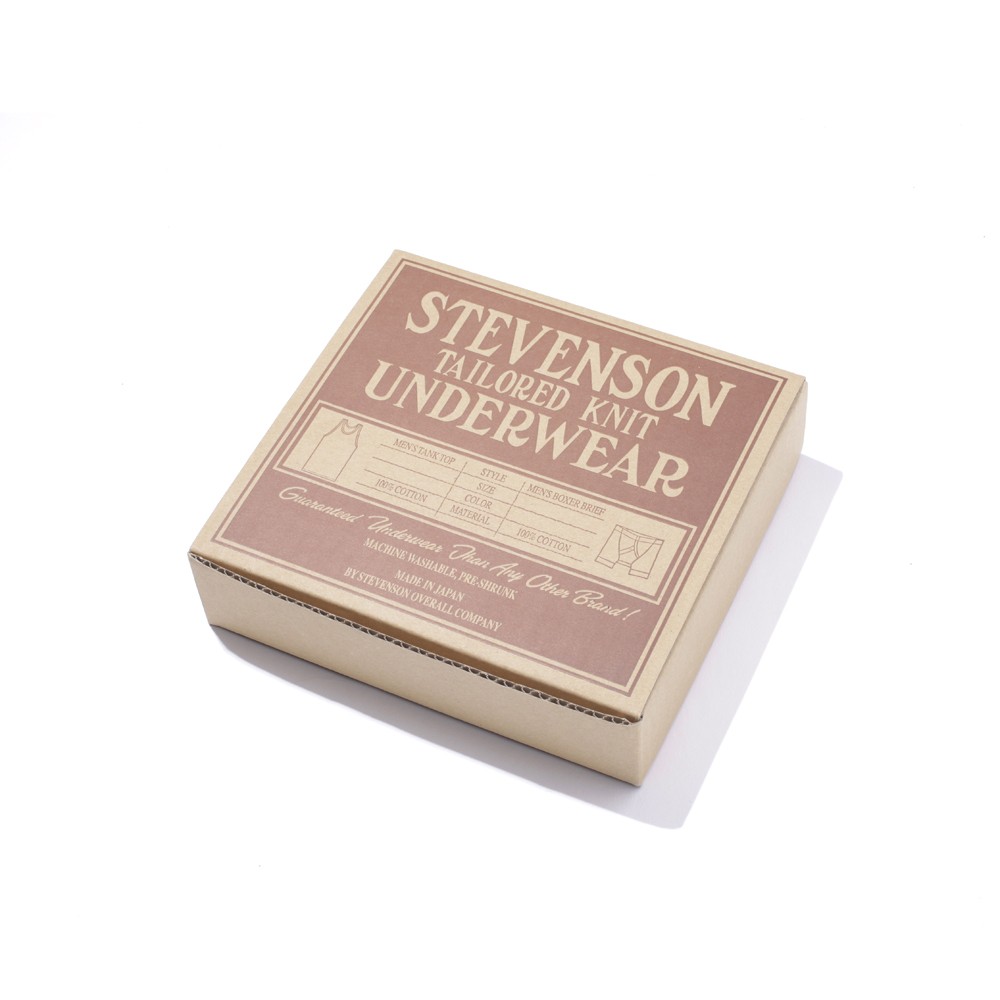 STEVENSON
TAILORED KNIT
UNDERWEAR
MEN'S TANK TOP STYLE MEN'S BOXER BRIEF
SIZE
COLOR
100% COTTON MATERIAL 100% COTTON
Guaranteed Underwear Than Any Other Brand!
MACHINE WASHABLE, PRE-SHRUNK
MADE IN JAPAN
BY STEVENSON OVERALL COMPANY